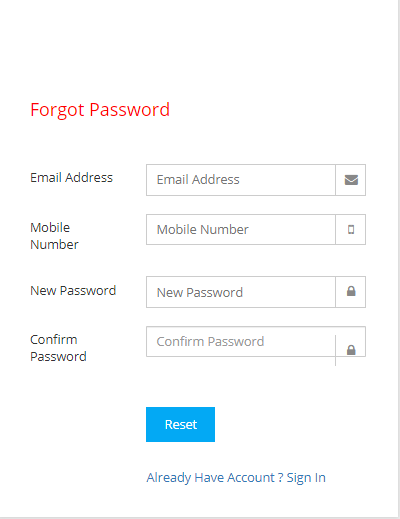 Forgot Password
Email Address
Email Address
Mobile
Number
Mobile Number
New Password
New Password
Confirm
Password
Confirm Password
Reset
Already Have Account ? Sign In